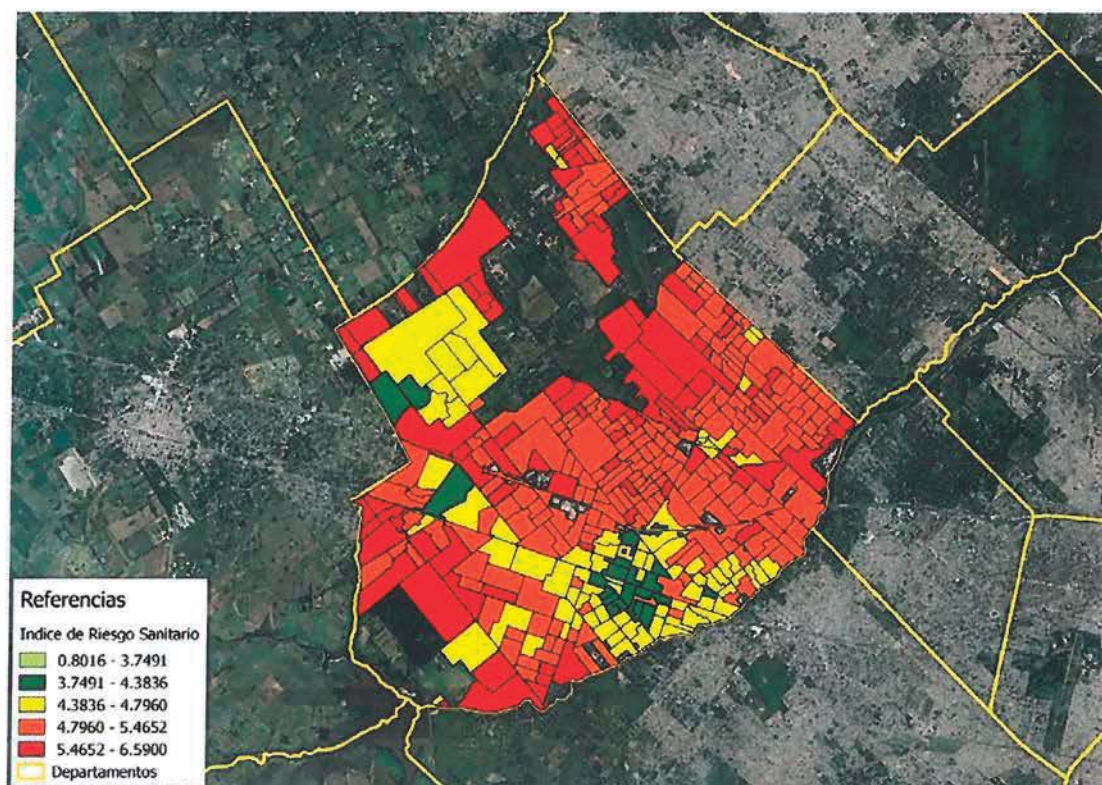 Referencias
Indice de Riesgo Sanitario
0.8016 - 3.7491
3.7491 - 4.3836
4.3836 - 4.7960
4.7960 - 5.4652
5.4652 - 6.5900
Departamentos